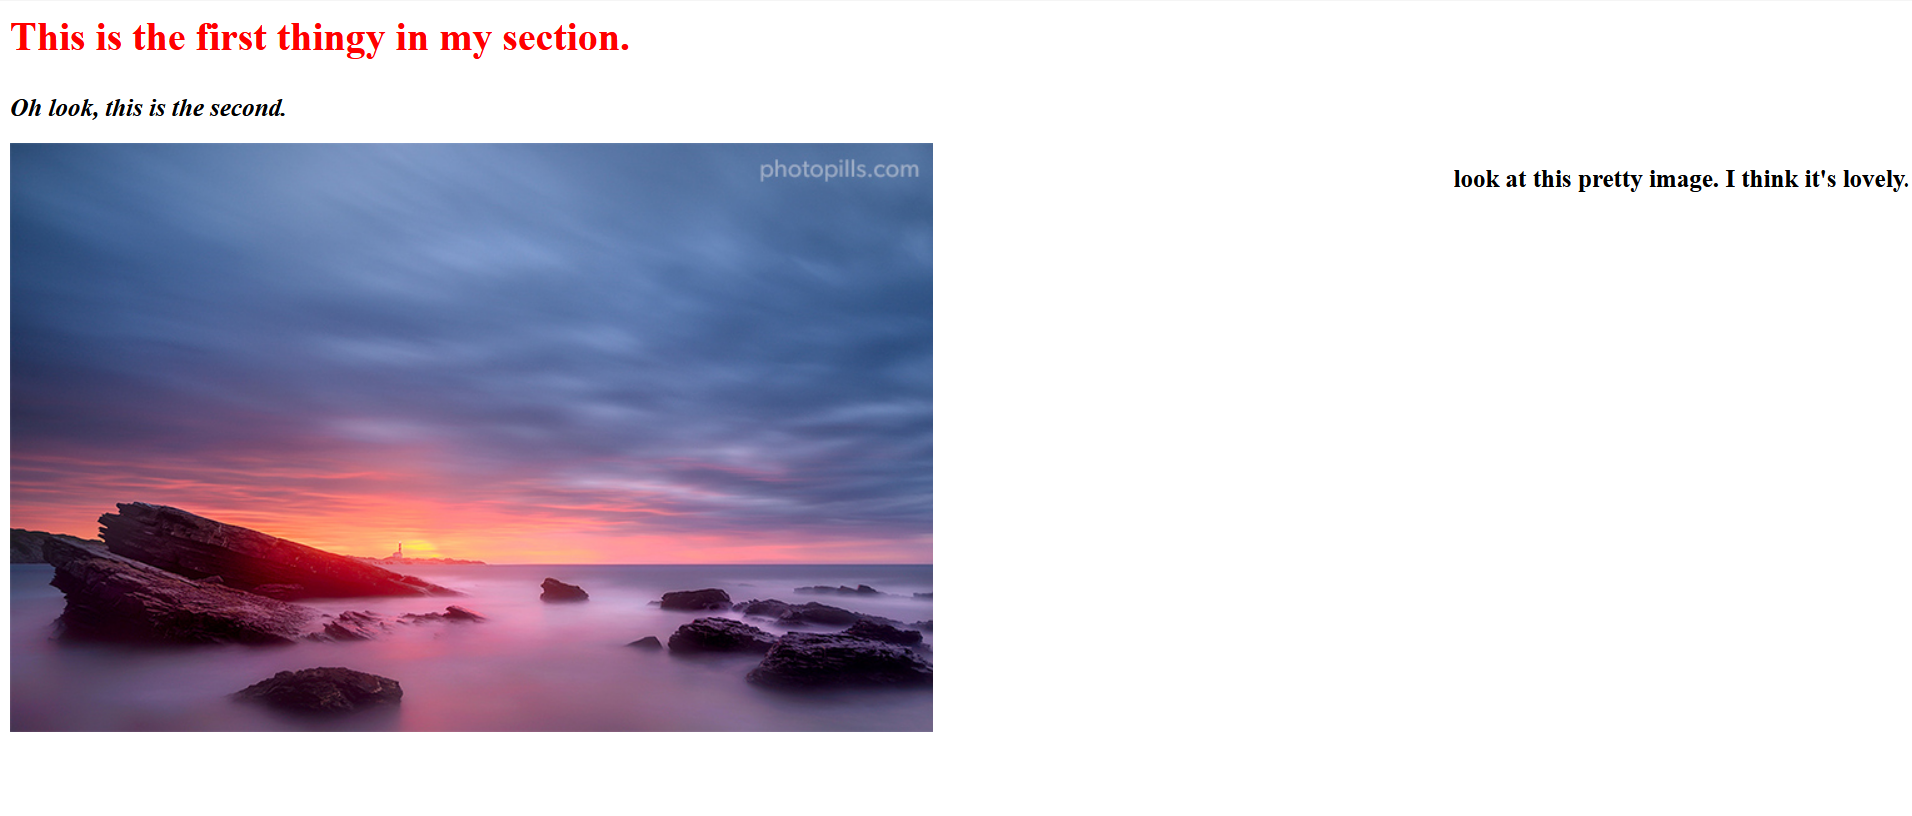 This is the first thingy in my section.
Oh look, this is the second.
photopills.com
look at this pretty image. I think it's lovely.